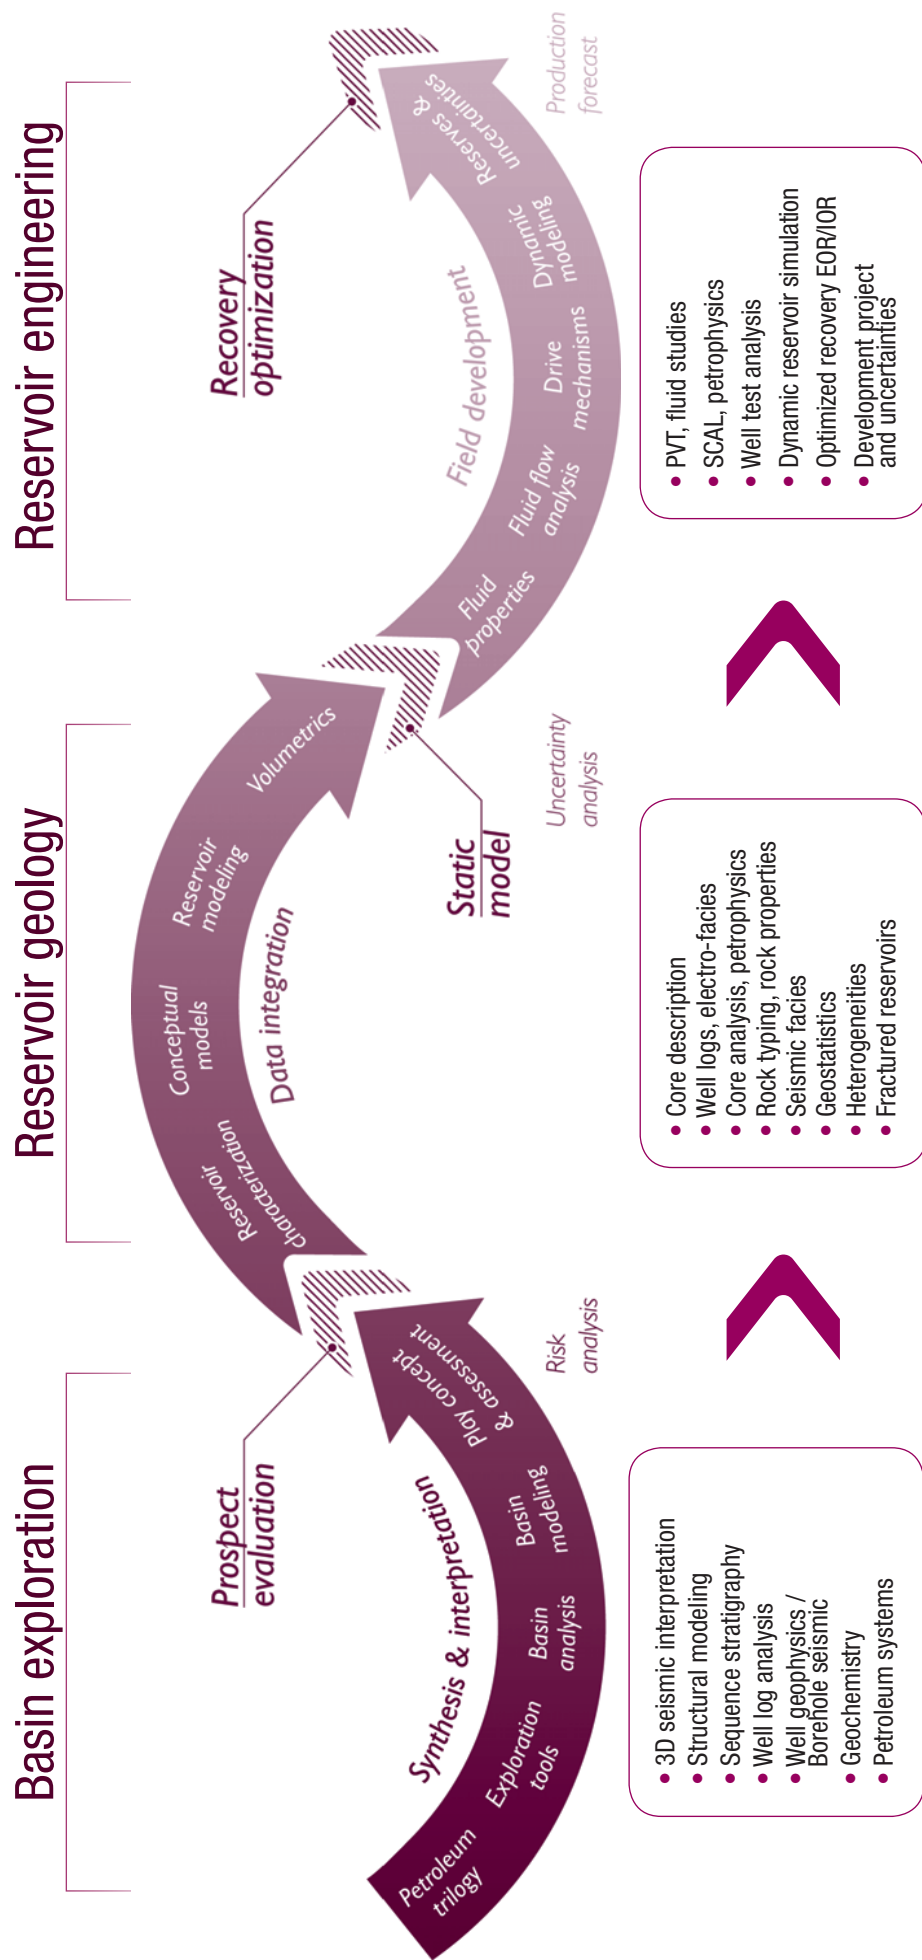 Basin exploration
Reservoir geology
Reservoir engineering
Prospect
evaluation
Recovery
optimization
Petroleum
trilogy
Exploration
tools
Basin
analysis
Basin
modeling
Play concept
& assessment
Synthesis & interpretation
Reservoir
characterization
Conceptual
models
Reservoir
modeling
Volumetrics
Data integration
Static
model
Fluid
properties
Fluid flow
analysis
Drive
mechanisms
Dynamic
modeling
Reserves &
uncertainties
Field development
Risk
analysis
Uncertainty
analysis
Production
forecast
• 3D seismic interpretation
• Structural modeling
• Sequence stratigraphy
• Well log analysis
• Well geophysics /
Borehole seismic
• Geochemistry
• Petroleum systems
• Core description
• Well logs, electro-facies
• Core analysis, petrophysics
• Rock typing, rock properties
• Seismic facies
• Geostatistics
• Heterogeneities
• Fractured reservoirs
• PVT, fluid studies
• SCAL, petrophysics
• Well test analysis
• Dynamic reservoir simulation
• Optimized recovery EOR/IOR
• Development project
and uncertainties